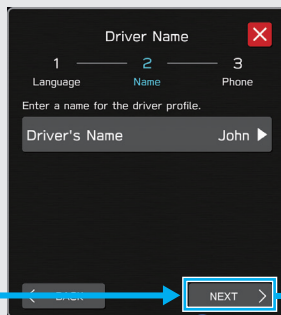 Driver Name
1 2 3
Language Name Phone
Enter a name for the driver profile.
Driver's Name John
BACK
NEXT